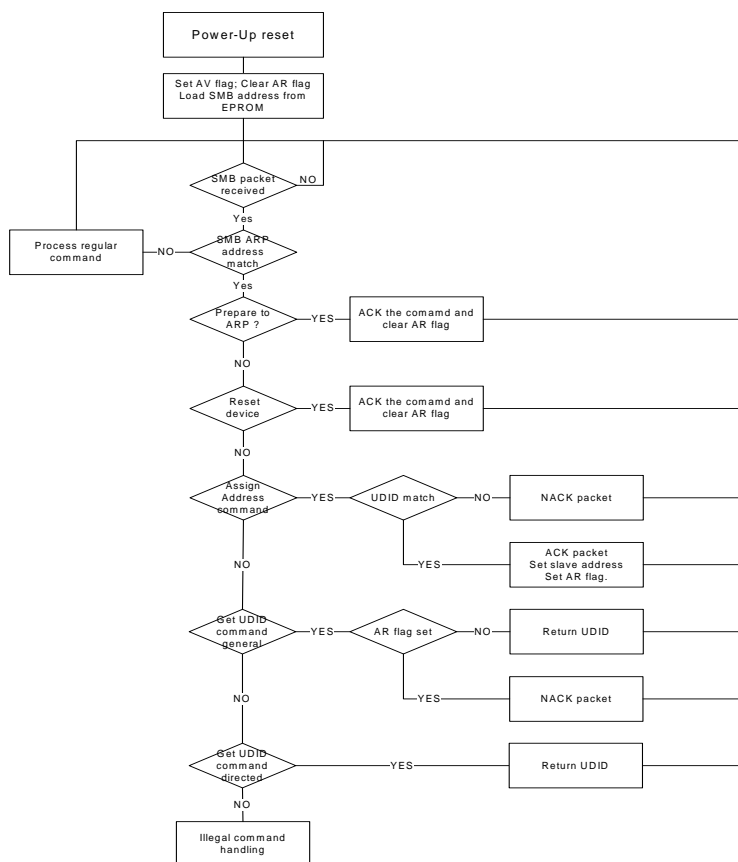 Power-Up reset
Set AV flag; Clear AR flag
Load SMB address from
EPROM
SMB packet
received
NO
Yes
Process regular
command
NO
SMB ARP
address
match
Yes
Prepare to
ARP ?
YES
ACK the comamd and
clear AR flag
NO
Reset
device
YES
ACK the comamd and
clear AR flag
NO
Assign
Address
command
YES
UDID match
NO
NACK packet
YES
ACK packet
Set slave address
Set AR flag.
NO
Get UDID
command
general
YES
AR flag set
NO
Return UDID
YES
NACK packet
NO
Get UDID
command
directed
YES
Return UDID
NO
Illegal command
handling